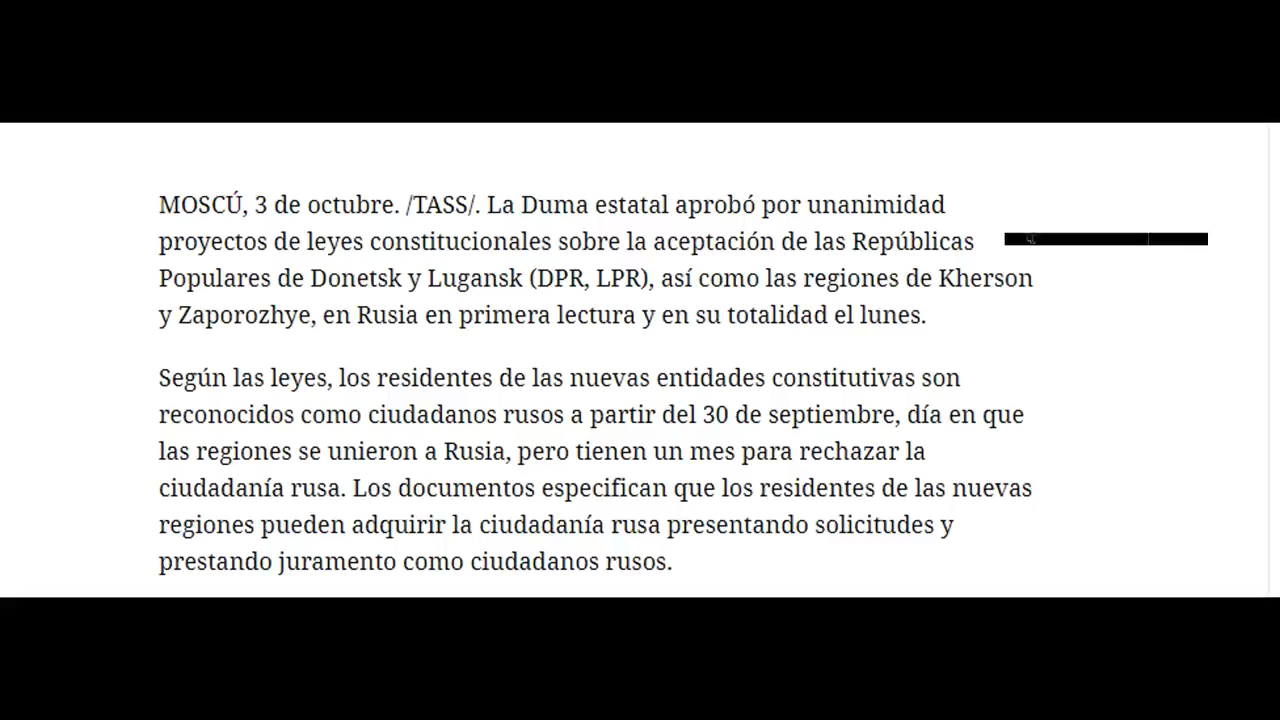 MOSCÚ, 3 de octubre. /TASS/. La Duma estatal aprobó por unanimidad
proyectos de leyes constitucionales sobre la aceptación de las Repúblicas
Populares de Donetsk y Lugansk (DPR, LPR), así como las regiones de Kherson
y Zaporozhye, en Rusia en primera lectura y en su totalidad el lunes.
Según las leyes, los residentes de las nuevas entidades constitutivas son
reconocidos como ciudadanos rusos a partir del 30 de septiembre, día en que
las regiones se unieron a Rusia, pero tienen un mes para rechazar la
ciudadanía rusa. Los documentos especifican que los residentes de las nuevas
regiones pueden adquirir la ciudadanía rusa presentando solicitudes y
prestando juramento como ciudadanos rusos.